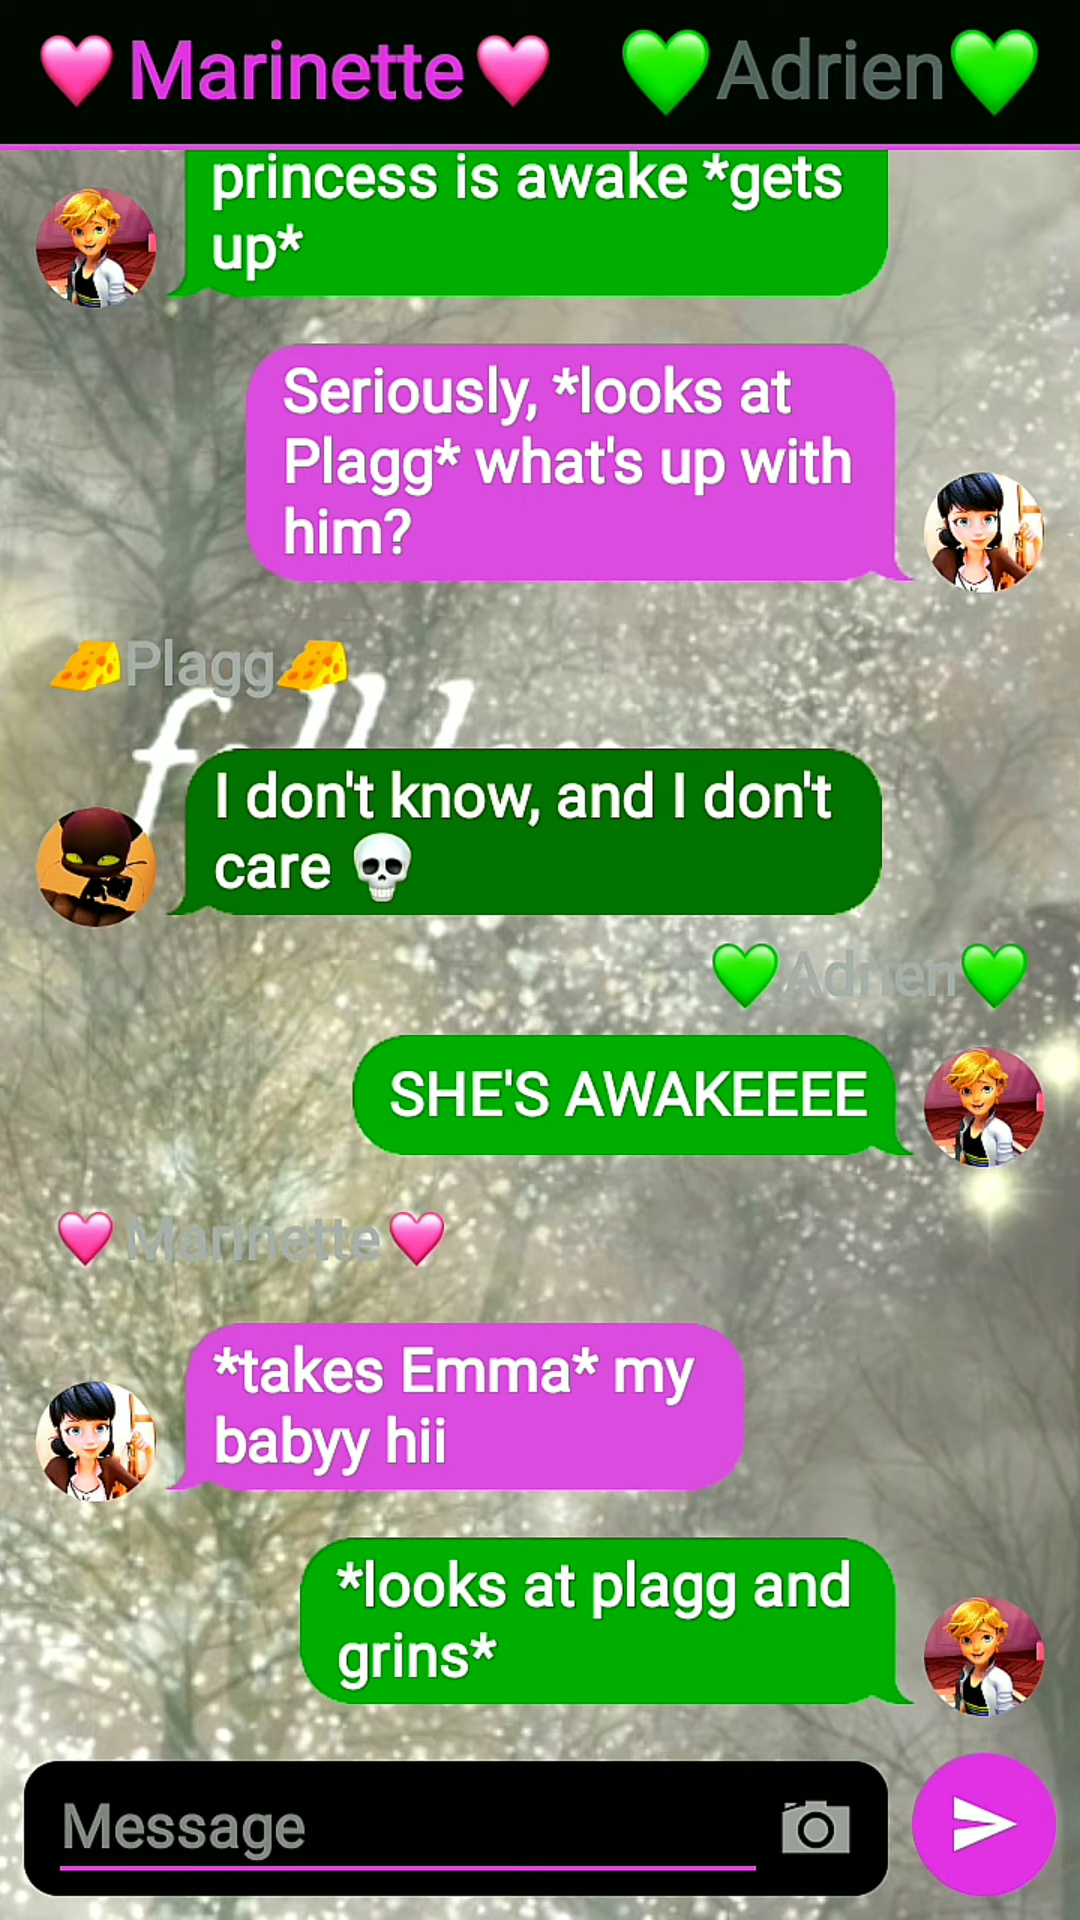 🩷Marinette🩷 💚Adrien💚
princess is awake *gets
up*
Seriously, *looks at
Plagg* what's up with
him?
🧀Plagg🧀
I don't know, and I don't
care 💀
💚Adrien💚
SHE'S AWAKEEEE
🩷Marinette🩷
*takes Emma* my
babyy hii
*looks at plagg and
grins*
Message